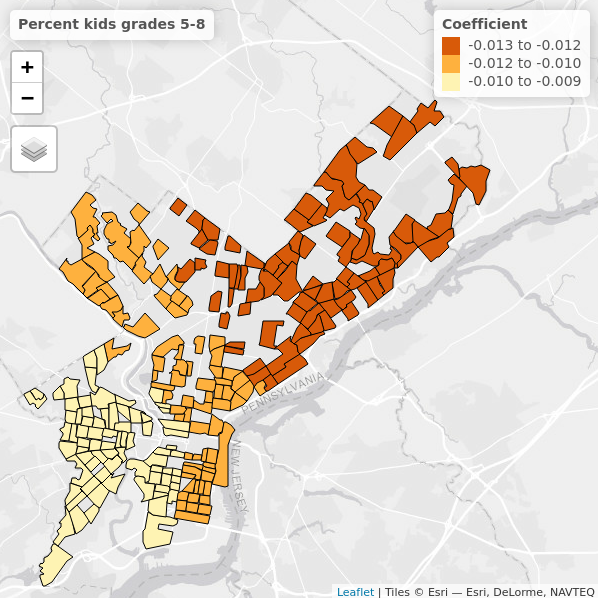 Percent kids grades 5-8
Coefficient
-0.013 to -0.012
-0.012 to -0.010
-0.010 to -0.009
+
−
PENNSYLVANIA
NEW JERSEY
Leaflet | Tiles © Esri — Esri, DeLorme, NAVTEQ